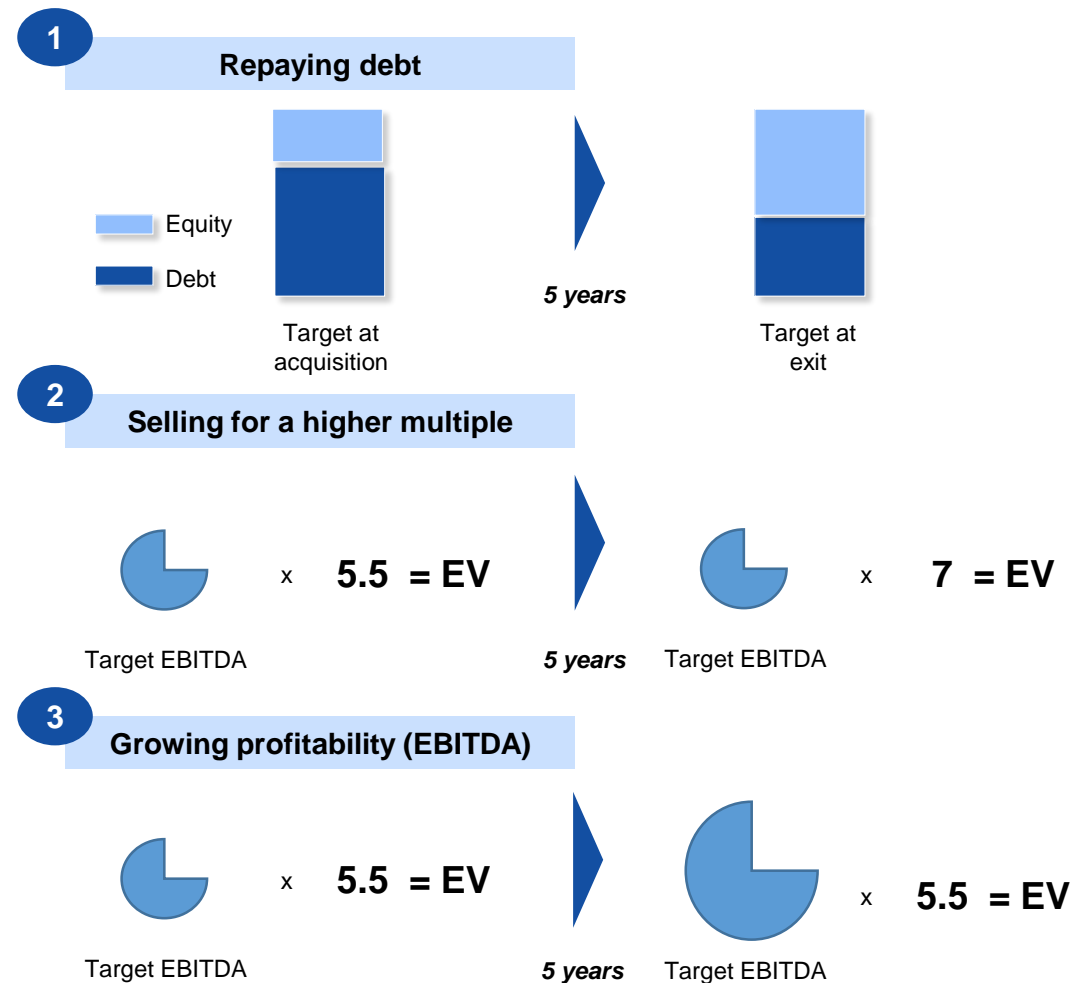 1
Repaying debt
Equity
Debt
5 years
Target at
acquisition
Target at
exit
2
Selling for a higher multiple
x 5.5 = EV
x 7 = EV
Target EBITDA
5 years
Target EBITDA
3
Growing profitability (EBITDA)
x 5.5 = EV
x 5.5 = EV
Target EBITDA
5 years
Target EBITDA